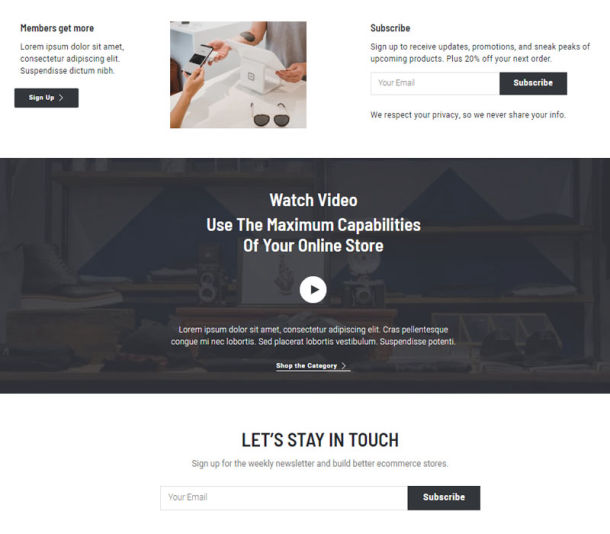 Members get more
Lorem ipsum dolor sit amet,
consectetur adipiscing elit.
Suspendisse dictum nibh.
Sign Up
Subscribe
Sign up to receive updates, promotions, and sneak peaks of
upcoming products. Plus 20% off your next order.
Your Email
Subscribe
We respect your privacy, so we never share your info.
Watch Video
Use The Maximum Capabilities
Of Your Online Store
Lorem ipsum dolor sit amet, consectetur adipiscing elit. Cras pellentesque
congue mi nec lobortis. Sed placerat lobortis vestibulum. Suspendisse potenti.
Shop the Category
LET'S STAY IN TOUCH
Sign up for the weekly newsletter and build better ecommerce stores.
Your Email
Subscribe